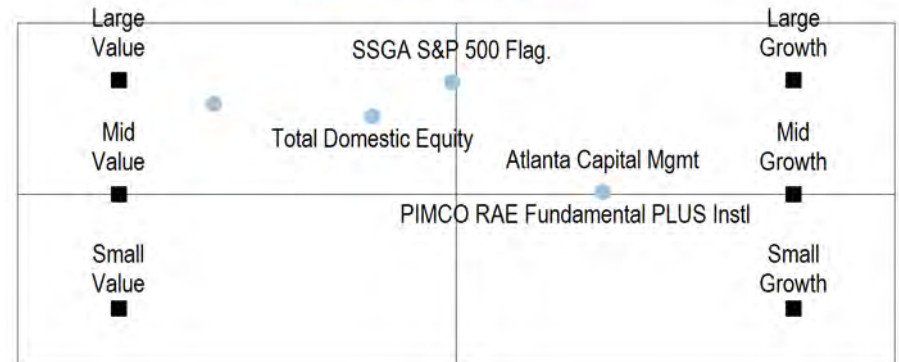 Large
Value
Large
Growth
SSGA S&P 500 Flag.
Mid
Value
Total Domestic Equity
Mid
Growth
Atlanta Capital Mgmt
PIMCO RAE Fundamental PLUS Instl
Small
Value
Small
Growth